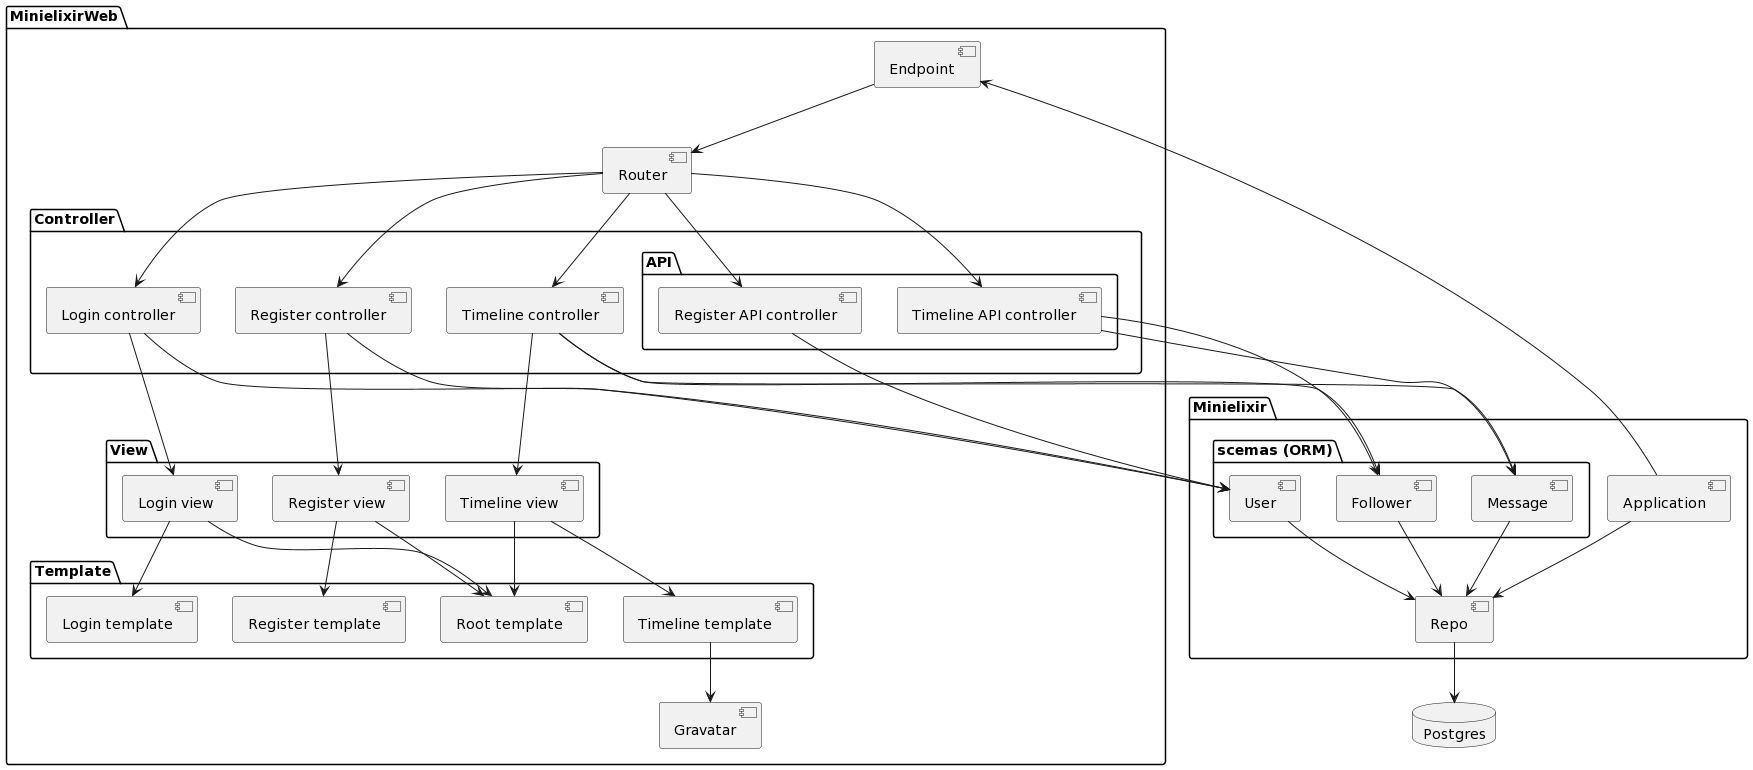 MinielixirWeb
Endpoint
Router
Controller
API
Login controller
Register controller
Timeline controller
Register API controller
Timeline API controller
Minielixir
View
scemas (ORM)
Login view
Register view
Timeline view
User
Follower
Message
Application
Template
Login template
Register template
Root template
Timeline template
Repo
Gravatar
Postgres